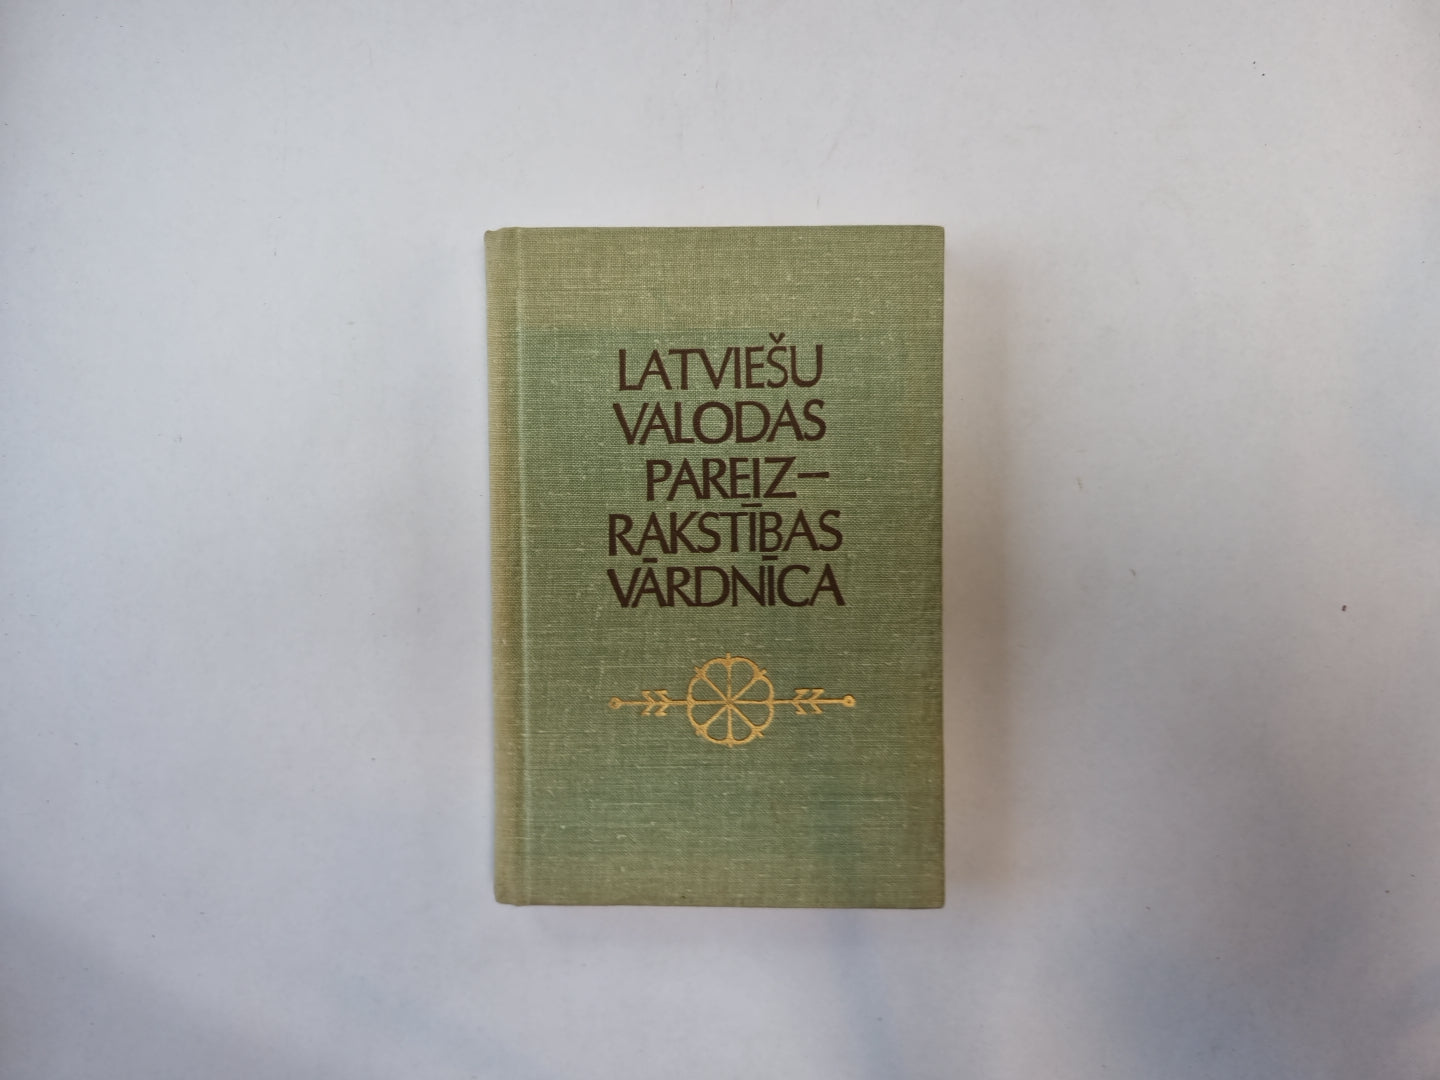 LATVIEŠU
VALODAS
PAREIZ–
RAKSTĪBAS
VĀRDNĪCA